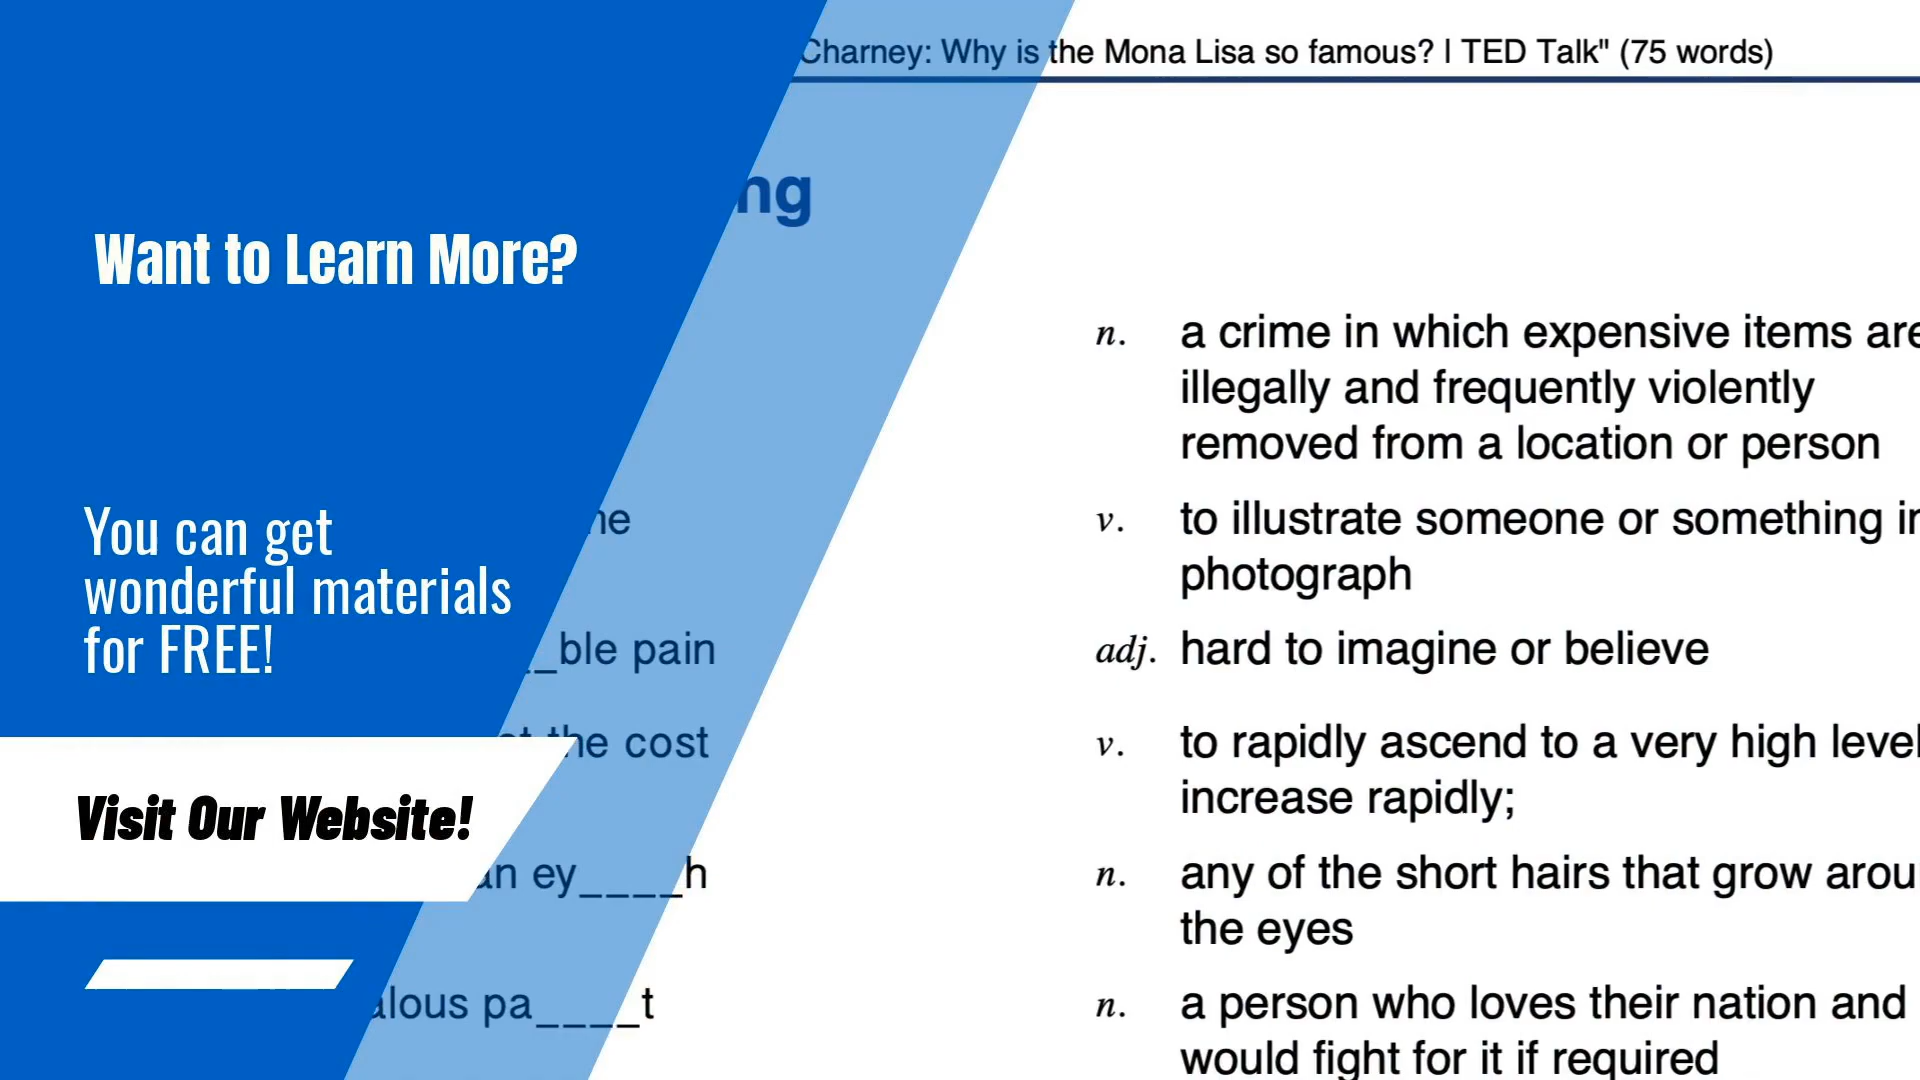 Charney: Why is the Mona Lisa so famous? | TED Talk" (75 words)
ng
Want to Learn More?
n. a crime in which expensive items are
illegally and frequently violently
removed from a location or person
You can get
wonderful materials
for FREE!
v. to illustrate someone or something in
photograph
_ble pain
adj. hard to imagine or believe
the cost
v. to rapidly ascend to a very high level
increase rapidly;
Visit Our Website!
an ey____h
n. any of the short hairs that grow arou
the eyes
alous pa____t
n. a person who loves their nation and
would fight for it if required